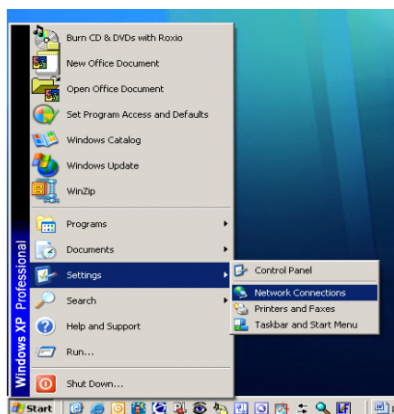 Burn CD & DVDs with Roxio
New Office Document
Open Office Document
Set Program Access and Defaults
Windows Catalog
Windows Update
WinZip
Programs
Documents
Settings
Search
Help and Support
Run...
Shut Down...
Control Panel
Network Connections
Printers and Faxes
Taskbar and Start Menu
Windows XP Professional
Start